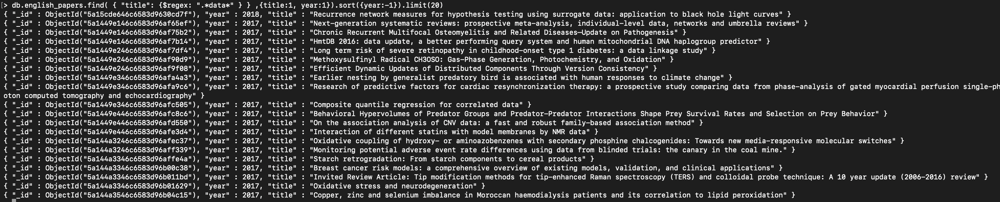 [> db.english_papers.find( { "title": {$regex: ".*data*" } } ,{title:1, year:1}).sort({year:-1}).limit(20)
{ "_id" : ObjectId("5a15cde646c6583d9630cd7f"), "year" : 2018, "title" : "Recurrence network measures for hypothesis testing using surrogate data: application to black hole light curves" }
{ "_id" : ObjectId("5a1449e146c6583d96af65ef"), "year" : 2017, "title" : "Next-generation systematic reviews: prospective meta-analysis, individual-level data, networks and umbrella reviews" }
{ "_id" : ObjectId("5a1449e146c6583d96af75b2"), "year" : 2017, "title" : "Chronic Recurrent Multifocal Osteomyelitis and Related Diseases—Update on Pathogenesis" }
{ "_id" : ObjectId("5a1449e146c6583d96af7b14"), "year" : 2017, "title" : "HmtDB 2016: data update, a better performing query system and human mitochondrial DNA haplogroup predictor" }
{ "_id" : ObjectId("5a1449e246c6583d96af7df4"), "year" : 2017, "title" : "Long term risk of severe retinopathy in childhood-onset type 1 diabetes: a data linkage study" }
{ "_id" : ObjectId("5a1449e246c6583d96af90d9"), "year" : 2017, "title" : "Methoxysulfinyl Radical CH3OSO: Gas-Phase Generation, Photochemistry, and Oxidation" }
{ "_id" : ObjectId("5a1449e246c6583d96af9f08"), "year" : 2017, "title" : "Efficient Dynamic Updates of Distributed Components Through Version Consistency" }
{ "_id" : ObjectId("5a1449e346c6583d96afa4a3"), "year" : 2017, "title" : "Earlier nesting by generalist predatory bird is associated with human responses to climate change" }
{ "_id" : ObjectId("5a1449e346c6583d96afa9c6"), "year" : 2017, "title" : "Research of predictive factors for cardiac resynchronization therapy: a prospective study comparing data from phase-analysis of gated myocardial perfusion single-ph
oton computed tomography and echocardiography" }
{ "_id" : ObjectId("5a1449e346c6583d96afc505"), "year" : 2017, "title" : "Composite quantile regression for correlated data" }
{ "_id" : ObjectId("5a1449e446c6583d96afc8c6"), "year" : 2017, "title" : "Behavioral Hypervolumes of Predator Groups and Predator-Predator Interactions Shape Prey Survival Rates and Selection on Prey Behavior" }
{ "_id" : ObjectId("5a1449e446c6583d96afd550"), "year" : 2017, "title" : "On the association analysis of CNV data: a fast and robust family-based association method" }
{ "_id" : ObjectId("5a1449e446c6583d96afe3d4"), "year" : 2017, "title" : "Interaction of different statins with model membranes by NMR data" }
{ "_id" : ObjectId("5a144a3246c6583d96afec37"), "year" : 2017, "title" : "Oxidative coupling of hydroxy- or aminoazobenzenes with secondary phosphine chalcogenides: Towards new media-responsive molecular switches" }
{ "_id" : ObjectId("5a144a3246c6583d96aff339"), "year" : 2017, "title" : "Monitoring potential adverse event rate differences using data from blinded trials: the canary in the coal mine." }
{ "_id" : ObjectId("5a144a3346c6583d96affe4a"), "year" : 2017, "title" : "Starch retrogradation: From starch components to cereal products" }
{ "_id" : ObjectId("5a144a3346c6583d96b00c38"), "year" : 2017, "title" : "Breast cancer risk models: a comprehensive overview of existing models, validation, and clinical applications" }
{ "_id" : ObjectId("5a144a3346c6583d96b011bd"), "year" : 2017, "title" : "Invited Review Article: Tip modification methods for tip-enhanced Raman spectroscopy (TERS) and colloidal probe technique: A 10 year update (2006-2016) review" }
{ "_id" : ObjectId("5a144a3346c6583d96b01629"), "year" : 2017, "title" : "Oxidative stress and neurodegeneration" }
{ "_id" : ObjectId("5a144a3546c6583d96b04c15"), "year" : 2017, "title" : "Copper, zinc and selenium imbalance in Moroccan haemodialysis patients and its correlation to lipid peroxidation" }